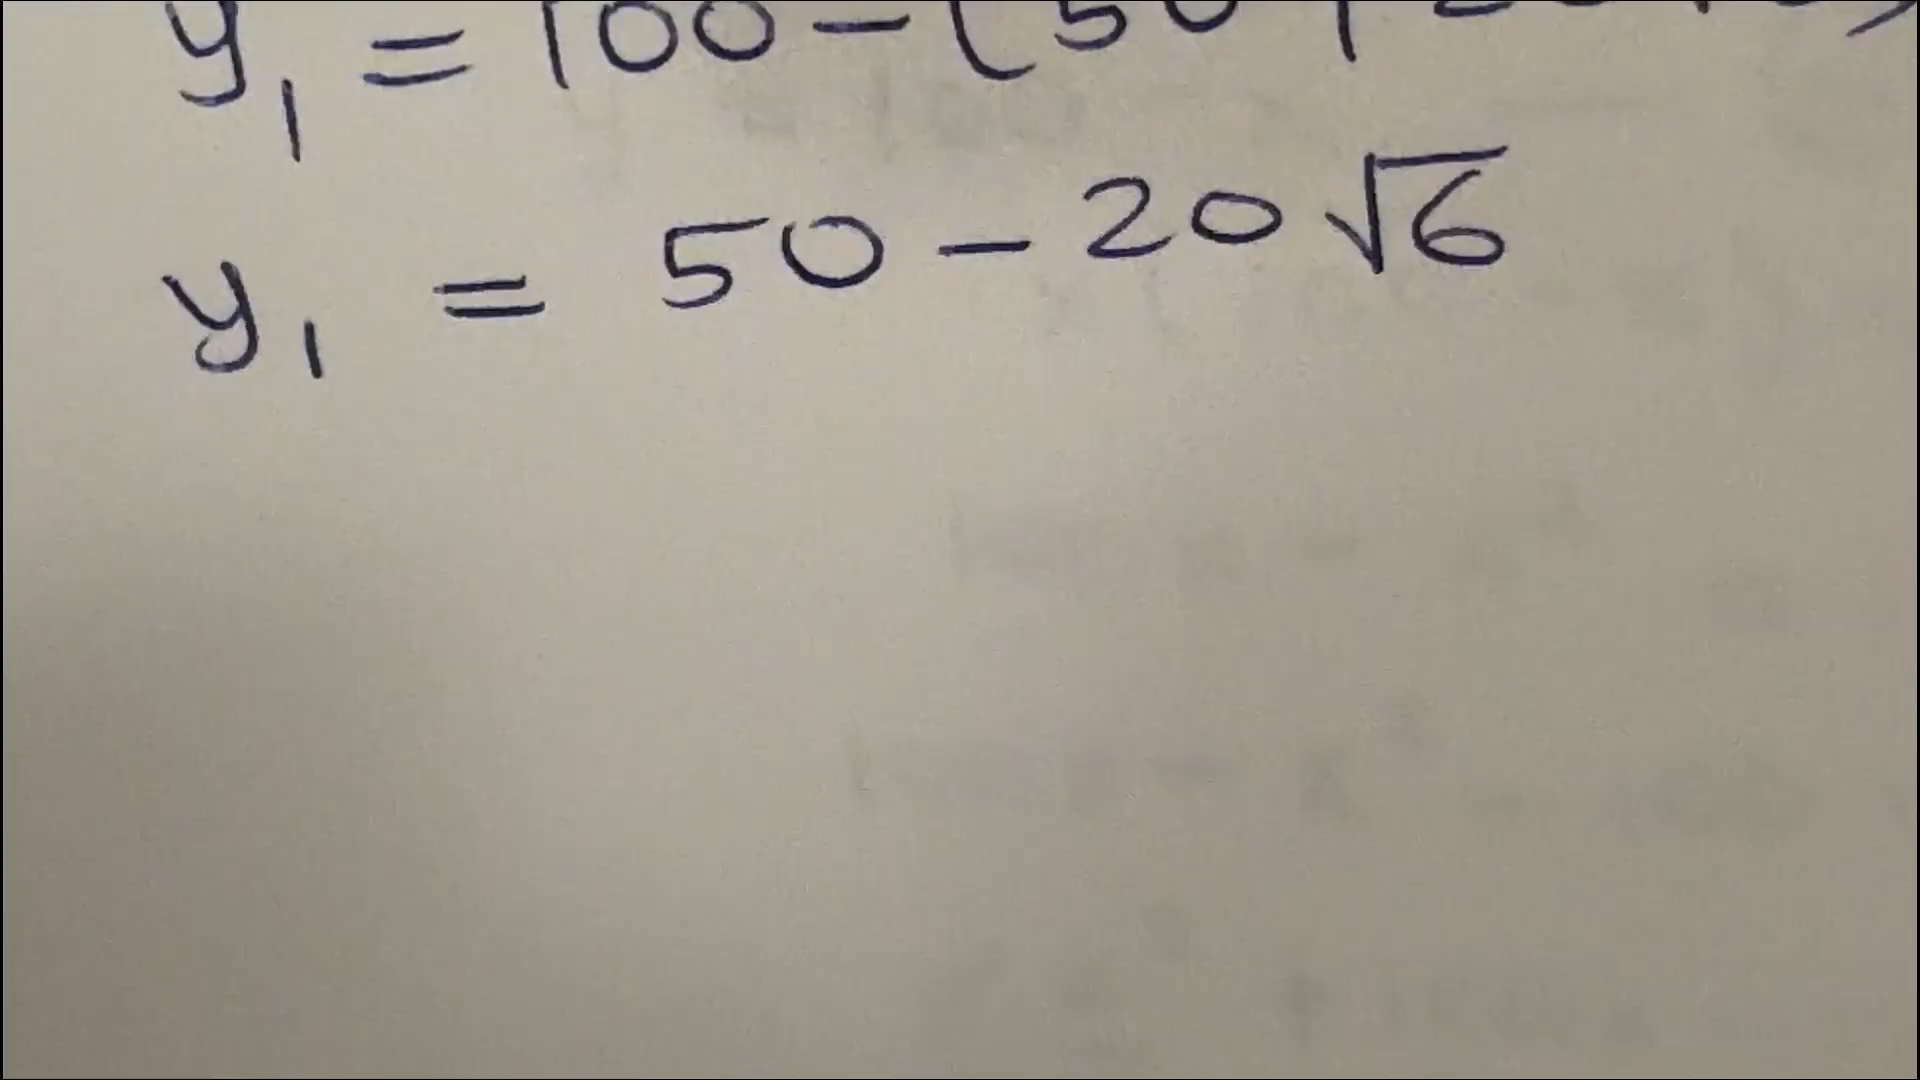 y₁ = 100 - (50
y₁ = 50 - 20√6